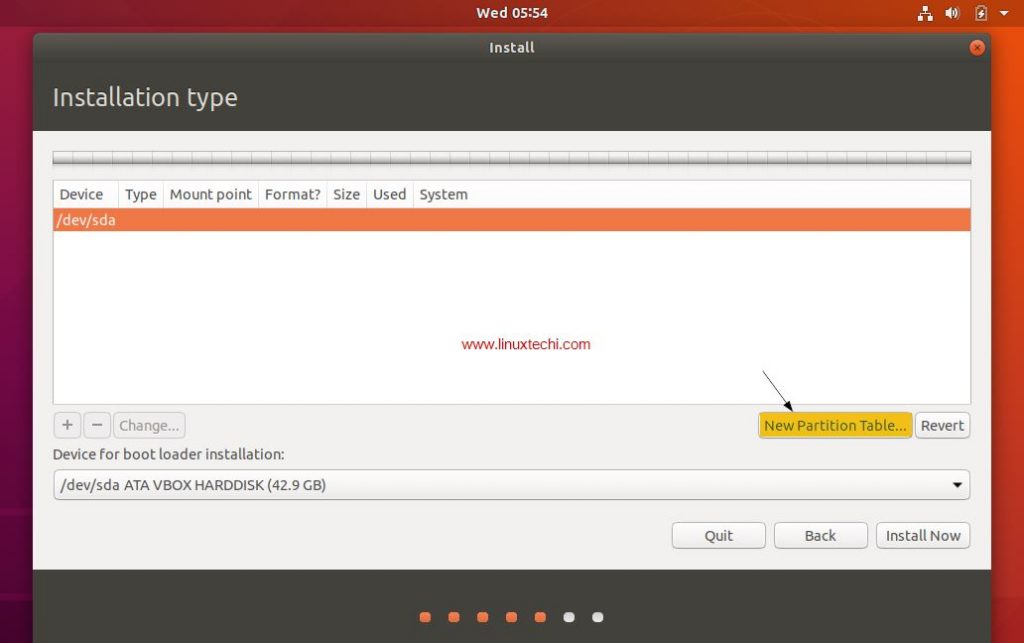 Wed 05:54
Install
Installation type
Device Type Mount point Format? Size Used System
/dev/sda
www.linuxtechi.com
+ − Change... New Partition Table... Revert
Device for boot loader installation:
/dev/sda ATA VBOX HARDDISK (42.9 GB)
Quit Back Install Now